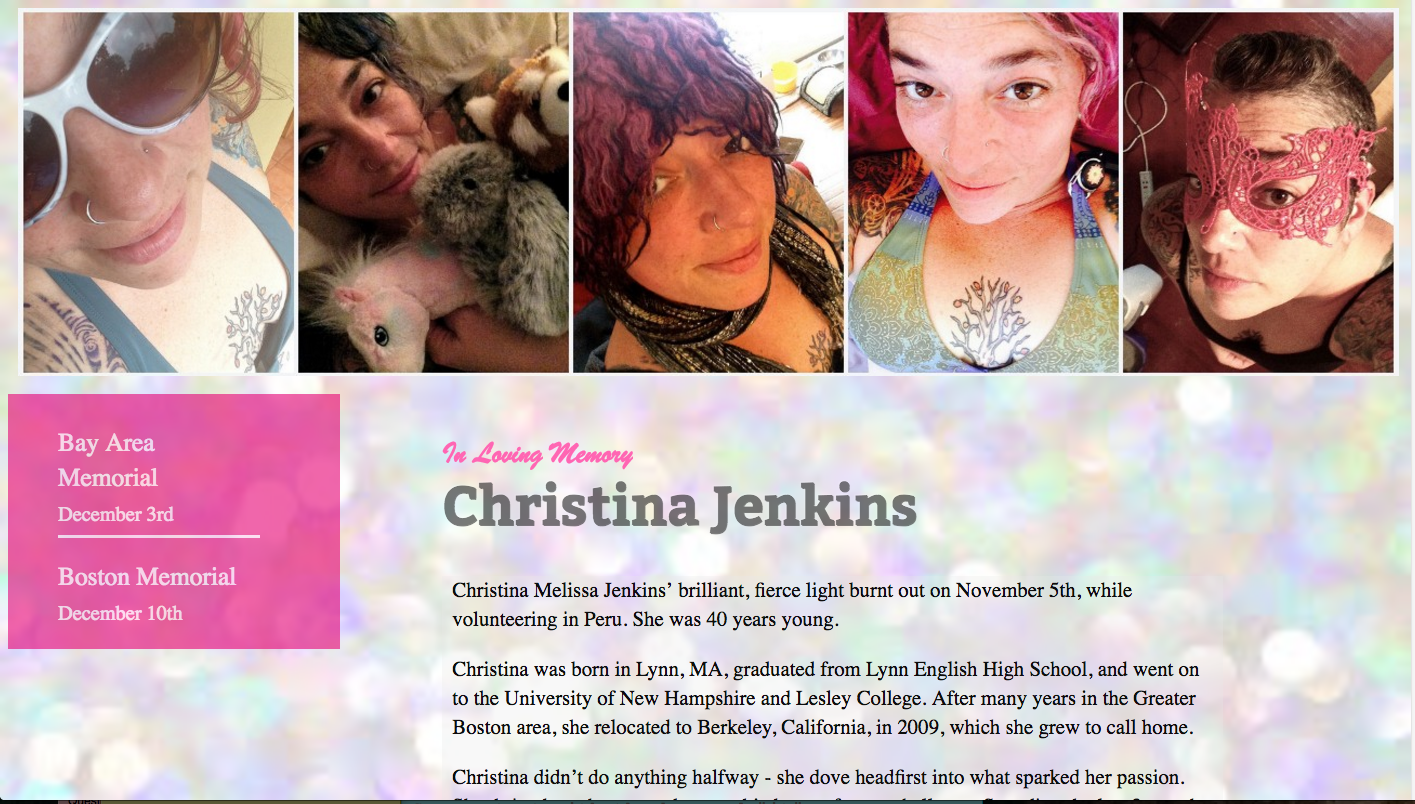 Bay Area
Memorial
December 3rd
Boston Memorial
December 10th
In Loving Memory
Christina Jenkins
Christina Melissa Jenkins’ brilliant, fierce light burnt out on November 5th, while
volunteering in Peru. She was 40 years young.
Christina was born in Lynn, MA, graduated from Lynn English High School, and went on
to the University of New Hampshire and Lesley College. After many years in the Greater
Boston area, she relocated to Berkeley, California, in 2009, which she grew to call home.
Christina didn’t do anything halfway - she dove headfirst into what sparked her passion.